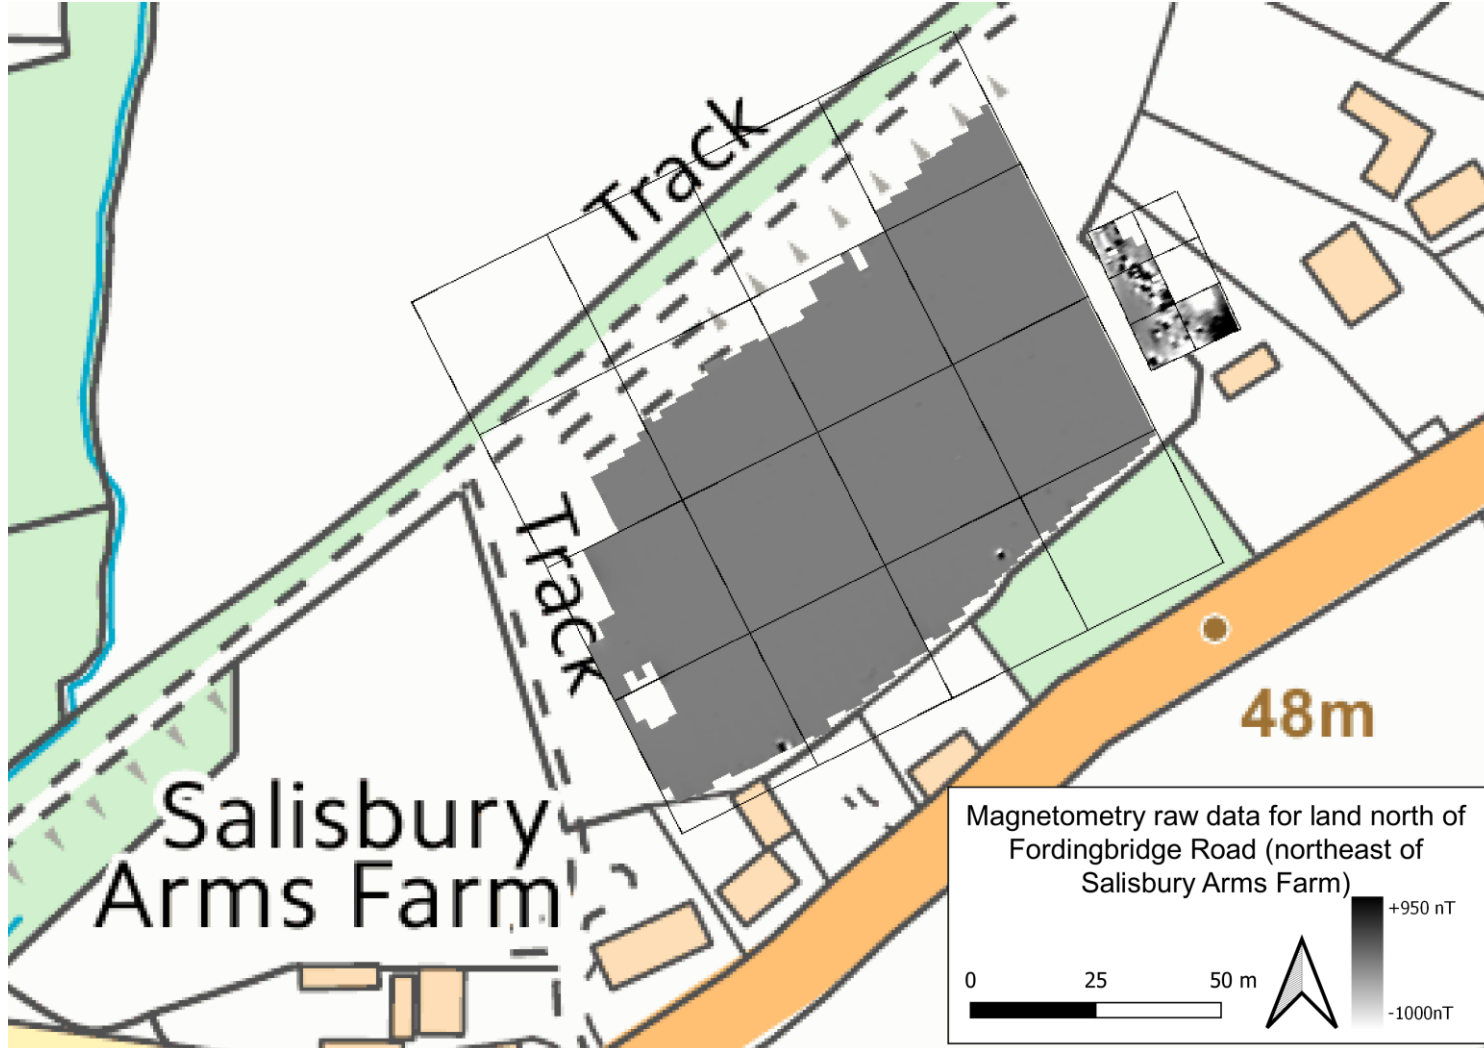 Track
Track
Salisbury
Arms Farm
48m
Magnetometry raw data for land north of
Fordingbridge Road (northeast of
Salisbury Arms Farm)
+950 nT
0 25 50 m
-1000nT